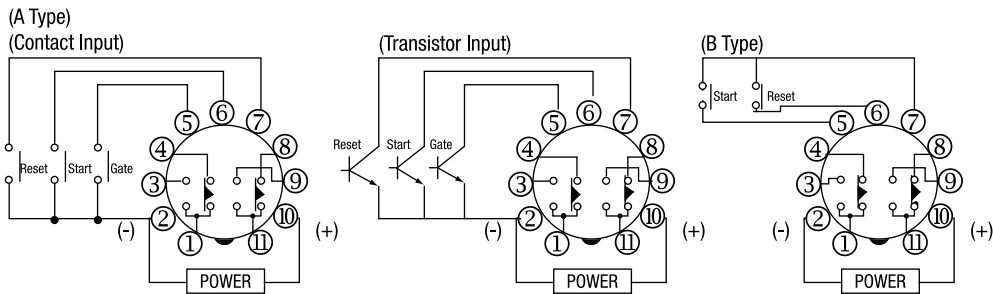 (A Type)
(Contact Input)
Reset Start Gate
5 6 7
4 8
3 9
2 10
1 11
(-) (+)
POWER
(Transistor Input)
Reset Start Gate
5 6 7
4 8
3 9
2 10
1 11
(-) (+)
POWER
(B Type)
Start Reset
5 6 7
4 8
3 9
2 10
1 11
(-) (+)
POWER